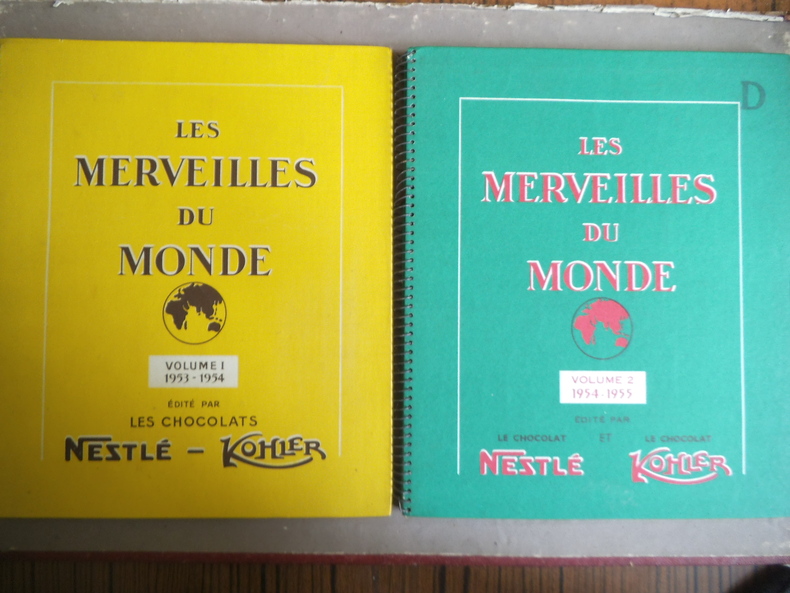 LES
MERVEILLES
DU
MONDE
VOLUME I
1953 - 1954
ÉDITÉ PAR
LES CHOCOLATS
NESTLÉ - KOHLER
D
LES
MERVEILLES
DU
MONDE
VOLUME 2
1954-1955
ÉDITÉ PAR
LE CHOCOLAT ET LE CHOCOLAT
NESTLÉ KOHLER